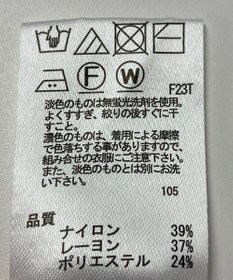 F W
F23T
淡色のものは無蛍光洗剤を使用。
よくすすぎ、絞りの後すぐに干
すこと。
濃色のものは、着用による摩擦
で色落ちする事がありますので、
組み合せの衣服にご注意下さい。
また、淡色のものとは別にお洗
い下さい。
105
品質
ナイロン 39%
レーヨン 37%
ポリエステル 24%